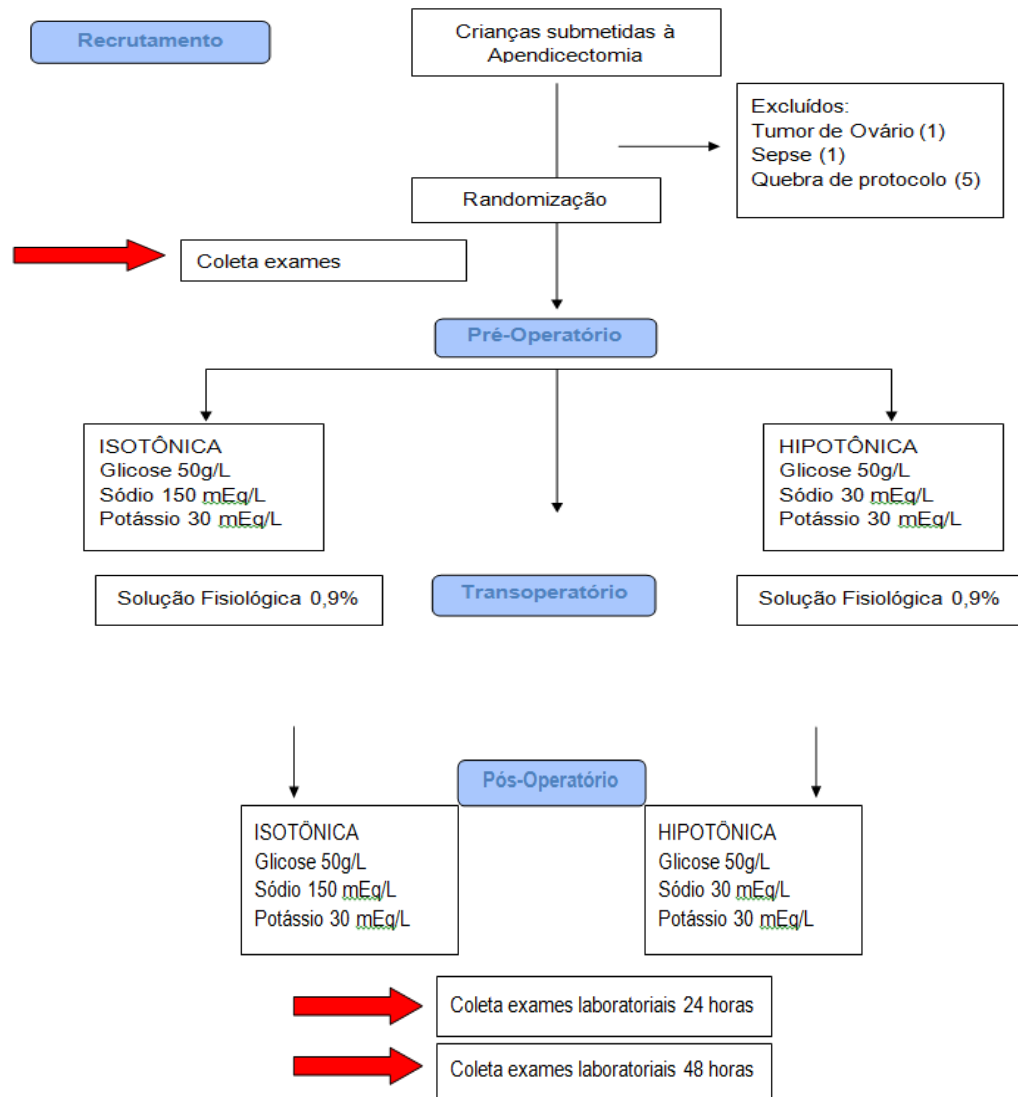 Recrutamento
Crianças submetidas à
Apendicectomia
Excluídos:
Tumor de Ovário (1)
Sepse (1)
Quebra de protocolo (5)
Randomização
Coleta exames
Pré-Operatório
ISOTÔNICA
Glicose 50g/L
Sódio 150 mEq/L
Potássio 30 mEq/L
HIPOTÔNICA
Glicose 50g/L
Sódio 30 mEq/L
Potássio 30 mEq/L
Solução Fisiológica 0,9%
Transoperatório
Solução Fisiológica 0,9%
Pós-Operatório
ISOTÔNICA
Glicose 50g/L
Sódio 150 mEq/L
Potássio 30 mEq/L
HIPOTÔNICA
Glicose 50g/L
Sódio 30 mEq/L
Potássio 30 mEq/L
Coleta exames laboratoriais 24 horas
Coleta exames laboratoriais 48 horas